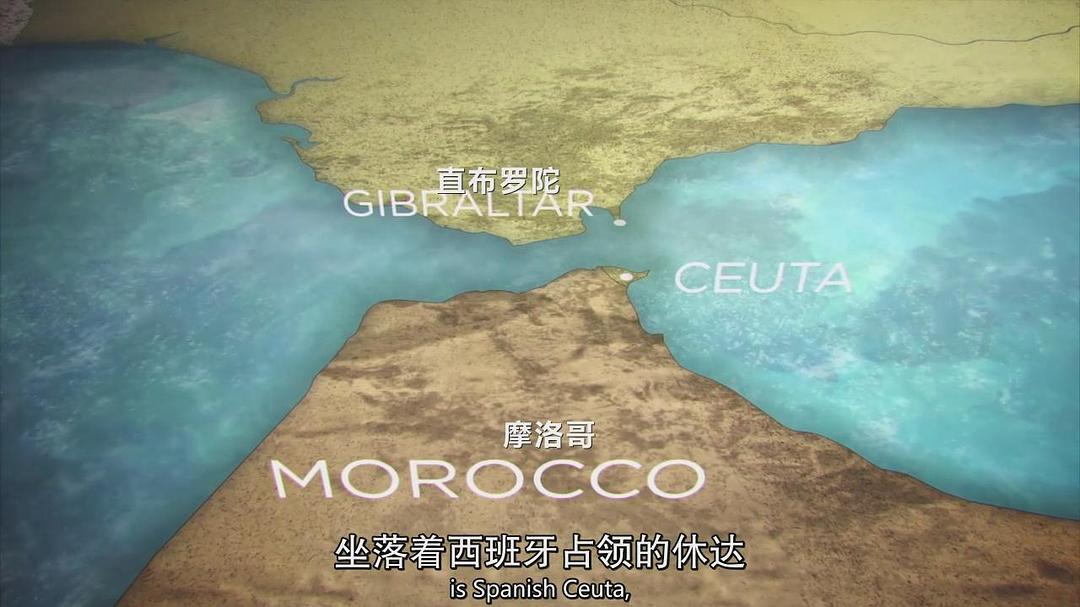 直布罗陀
GIBRALTAR
CEUTA
摩洛哥
MOROCCO
坐落着西班牙占领的休达
is Spanish Ceuta,